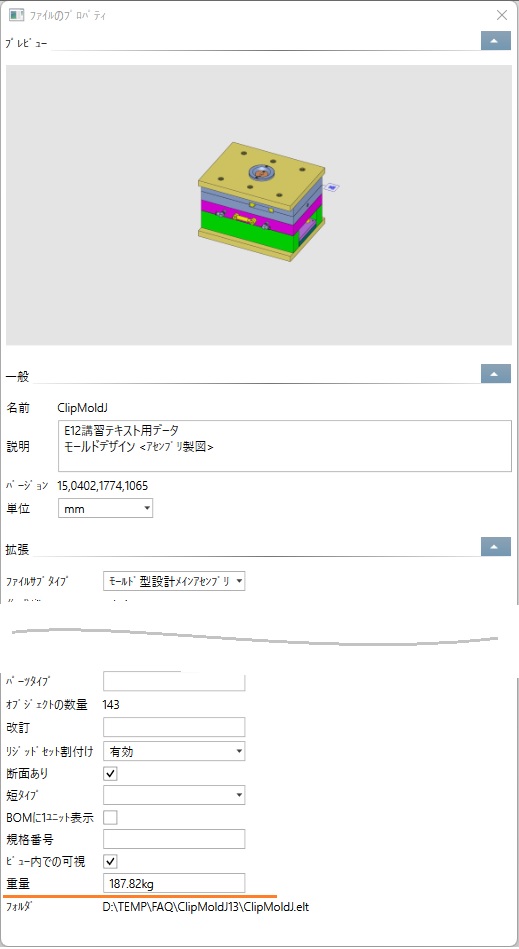 ﾌｧｲﾙのﾌﾟﾛﾊﾟﾃｨ
ﾌﾟﾚﾋﾞｭｰ
一般
名前 ClipMoldJ
E12講習テキスト用データ
説明 モールドデザイン <ｱｾﾝﾌﾞﾘ製図>
ﾊﾞｰｼﾞｮﾝ 15,0402,1774,1065
単位 mm
拡張
ﾌｧｲﾙｻﾌﾞﾀｲﾌﾟ ﾓｰﾙﾄﾞ型設計ﾒｲﾝｱｾﾝﾌﾞﾘ
ﾊﾟｰﾂﾀｲﾌﾟ
ｵﾌﾞｼﾞｪｸﾄの数量 143
改訂
ﾘｼﾞｯﾄﾞｾｯﾄ割付け 有効
断面あり
短ﾀｲﾌﾟ
BOMに1ﾕﾆｯﾄ表示
規格番号
ﾋﾞｭｰ内での可視
重量 187.82kg
ﾌｫﾙﾀﾞ D:\TEMP\FAQ\ClipMoldJ13\ClipMoldJ.elt